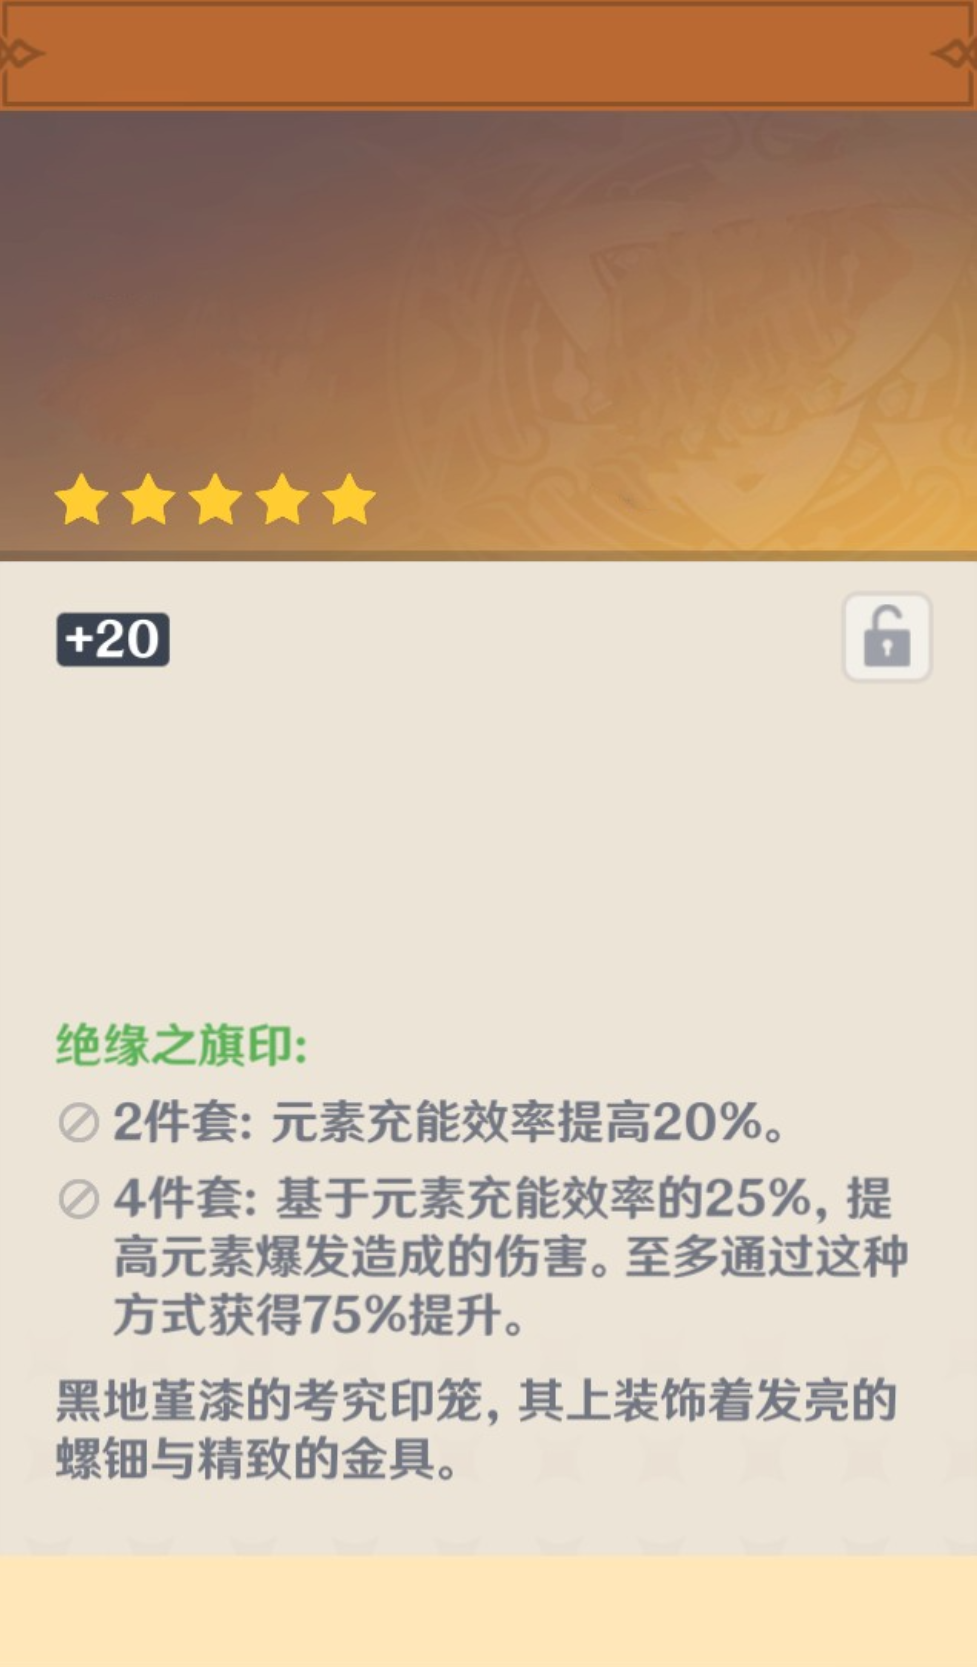 +20
绝缘之旗印:
2件套: 元素充能效率提高20%。
4件套: 基于元素充能效率的25%, 提
高元素爆发造成的伤害。至多通过这种
方式获得75%提升。
黑地堇漆的考究印笼, 其上装饰着发亮的
螺钿与精致的金具。